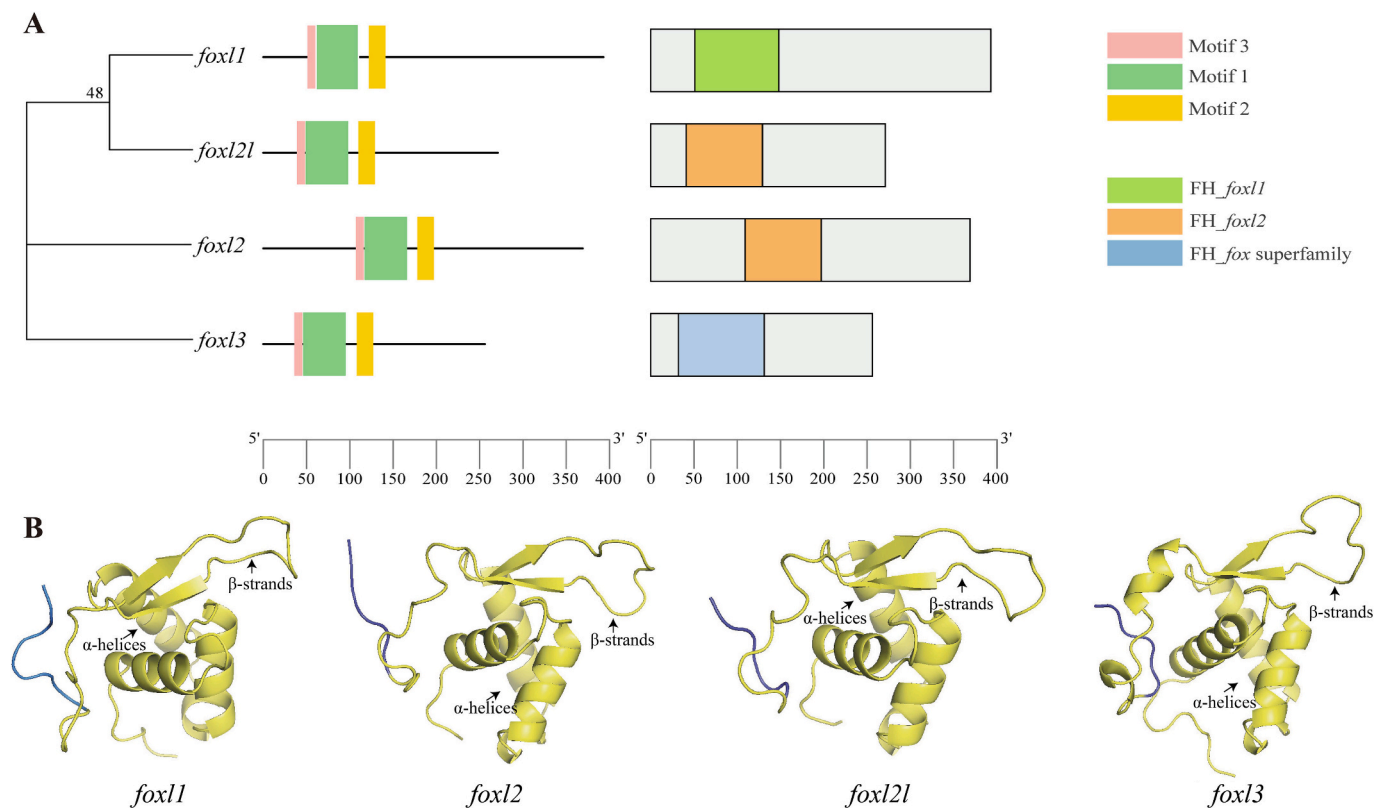 A
foxl1
48
foxl2l
foxl2
foxl3
Motif 3
Motif 1
Motif 2
FH_foxl1
FH_foxl2
FH_fox superfamily
5' 3'
0 50 100 150 200 250 300 350 400
5' 3'
0 50 100 150 200 250 300 350 400
B
β-strands
α-helices
foxl1
β-strands
α-helices
foxl2
α-helices
β-strands
foxl2l
β-strands
α-helices
foxl3